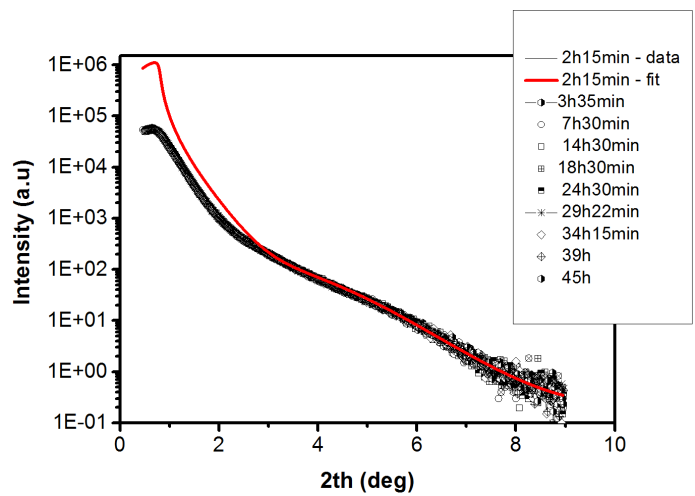 2h15min - data
2h15min - fit
3h35min
7h30min
14h30min
18h30min
24h30min
29h22min
34h15min
39h
45h
Intensity (a.u)
1E+06
1E+05
1E+04
1E+03
1E+02
1E+01
1E+00
1E-01
0 2 4 6 8 10
2th (deg)